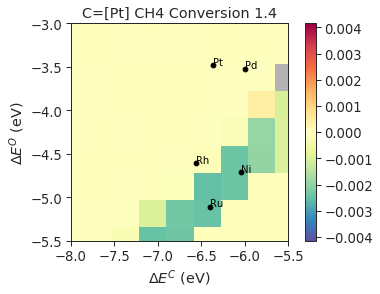 C=[Pt] CH4 Conversion 1.4
−3.0
−3.5
−4.0
−4.5
−5.0
−5.5
ΔE^O (eV)
Pt
Pd
Rh
Ni
Ru
−8.0 −7.5 −7.0 −6.5 −6.0 −5.5
ΔE^C (eV)
0.004
0.003
0.002
0.001
0.000
−0.001
−0.002
−0.003
−0.004